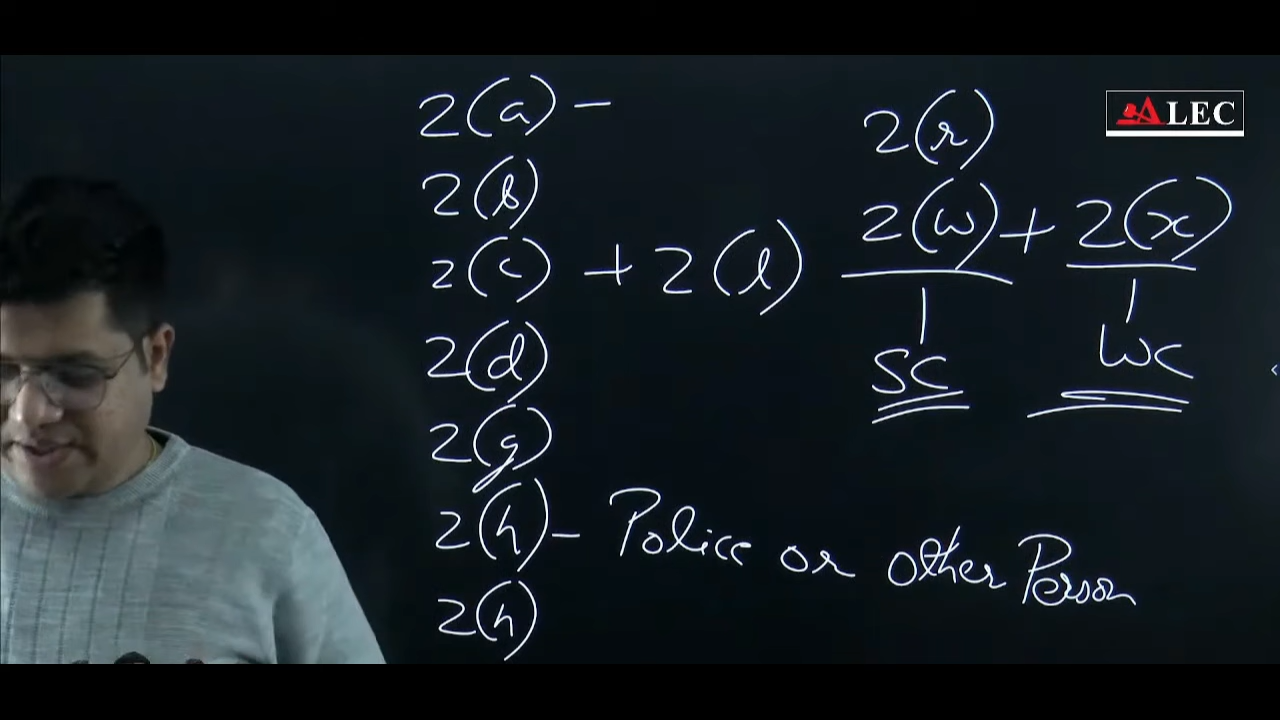 2(a) -
2(b)
2(c) + 2(l)
2(d)
2(g)
2(h) - Police or other Person
2(h)
2(r)
2(w) + 2(x)
SC
WC
ALEC